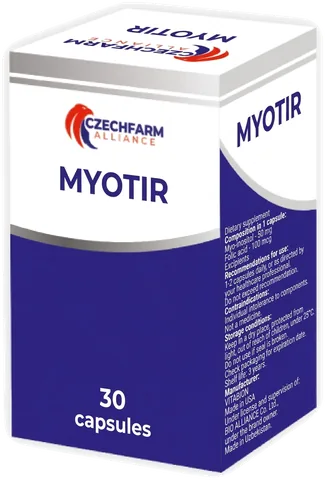 CZECHFARM
ALLIANCE
MYOTIR
30
capsules
MYOTIR
Dietary supplement
Composition in 1 capsule:
Myo-inositol - 50 mg
Folic acid - 100 mcg
Excipients
Recommendations for use:
1-2 capsules daily, or as directed by
your healthcare professional.
Do not exceed recommendation.
Contraindications:
Individual intolerance to components.
Not a medicine.
Storage conditions:
Keep in a dry place, protected from
light, out of reach of children, under 25°C.
Do not use if seal is broken.
Check packaging for expiration date.
Shelf life: 3 years.
Manufacturer:
VITABION
Made in USA
Under license and supervision of:
BIO ALLIANCE Co. Ltd.,
under the brand owner.
Made in Uzbekistan.